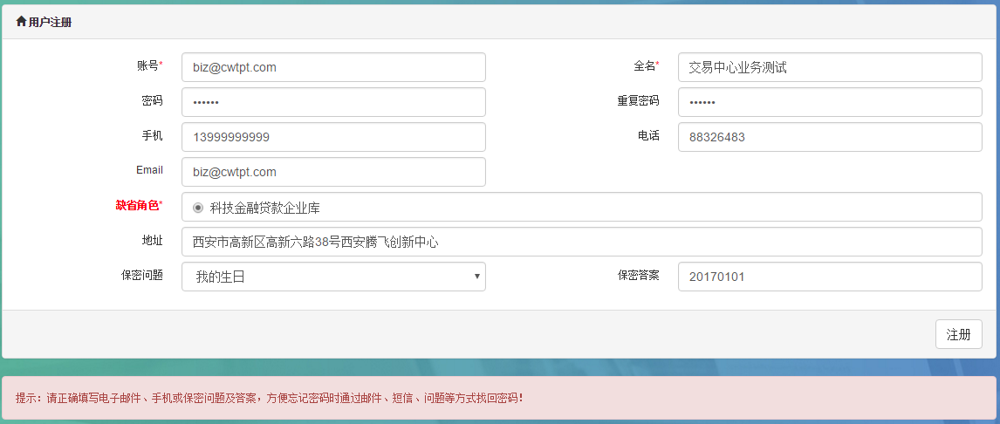 用户注册
账号* biz@cwtpt.com 全名* 交易中心业务测试
密码 •••••• 重复密码 ••••••
手机 13999999999 电话 88326483
Email biz@cwtpt.com
缺省角色* 科技金融贷款企业库
地址 西安市高新区高新六路38号西安腾飞创新中心
保密问题 我的生日 保密答案 20170101
注册
提示：请正确填写电子邮件、手机或保密问题及答案，方便忘记密码时通过邮件、短信、问题等方式找回密码！